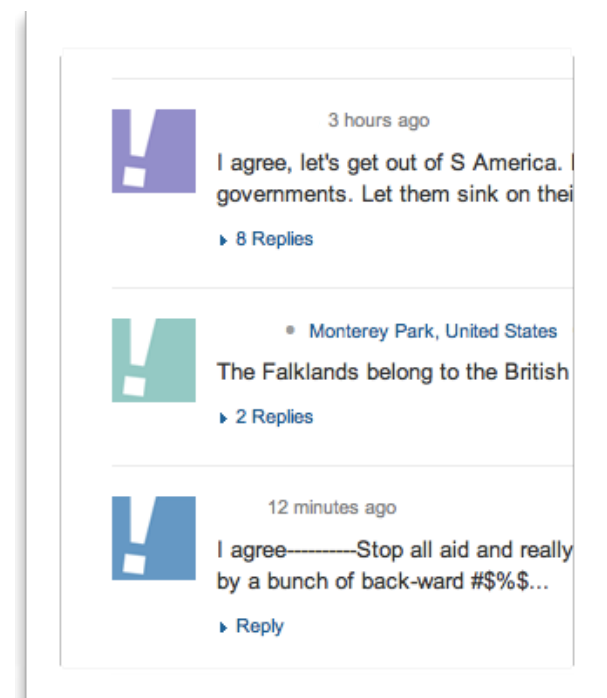 3 hours ago
I agree, let's get out of S America.
governments. Let them sink on thei
8 Replies
• Monterey Park, United States
The Falklands belong to the British
2 Replies
12 minutes ago
I agree----------Stop all aid and really
by a bunch of back-ward #$%$...
Reply